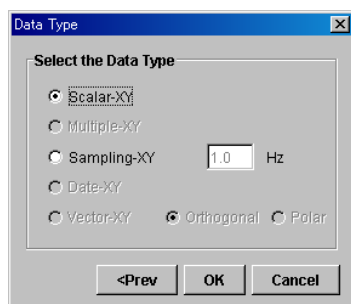 Data Type
Select the Data Type
Scalar-XY
Multiple-XY
Sampling-XY 1.0 Hz
Date-XY
Vector-XY Orthogonal Polar
<Prev OK Cancel